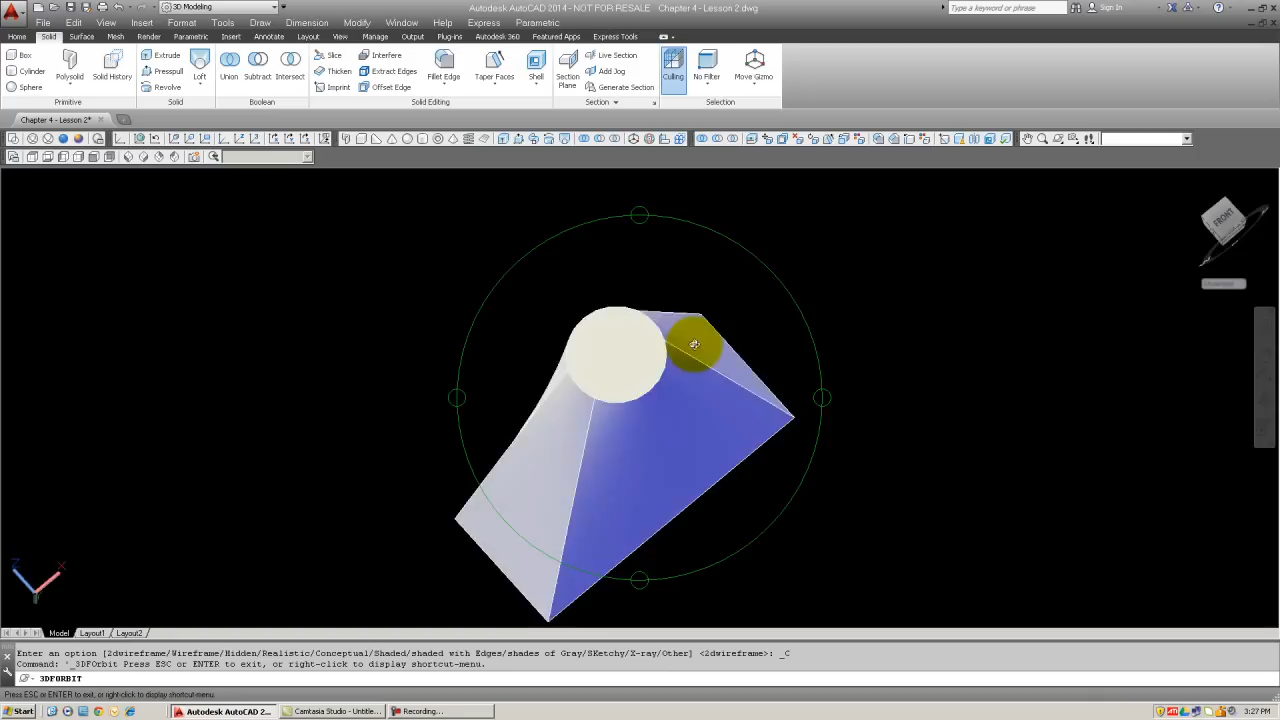 3D Modeling
Autodesk AutoCAD 2014 - NOT FOR RESALE   Chapter 4 - Lesson 2.dwg
Type a keyword or phrase
Sign In
File Edit View Insert Format Tools Draw Dimension Modify Window Help Express Parametric
Home Solid Surface Mesh Render Parametric Insert Annotate Layout View Manage Output Plug-ins Autodesk 360 Featured Apps Express Tools
Box
Cylinder
Sphere
Polysolid
Solid History
Extrude
Presspull
Revolve
Loft
Union
Subtract
Intersect
Slice
Thicken
Imprint
Interfere
Extract Edges
Offset Edge
Fillet Edge
Taper Faces
Shell
Section
Plane
Live Section
Add Jog
Generate Section
Culling
No Filter
Move Gizmo
Primitive Solid Boolean Solid Editing Section Selection
Chapter 4 - Lesson 2*
FRONT
Z
X
Model Layout1 Layout2
Enter an option [2dwireframe/Wireframe/Hidden/Realistic/Conceptual/Shaded/shaded with Edges/shades of Gray/SKetchy/X-ray/Other] <2dwireframe>: _C
Command: '_3DFOrbit Press ESC or ENTER to exit, or right-click to display shortcut-menu.
3DFORBIT
Press ESC or ENTER to exit, or right-click to display shortcut-menu.
Start
Autodesk AutoCAD 2...
Camtasia Studio - Untitle...
Recording...
3:27 PM